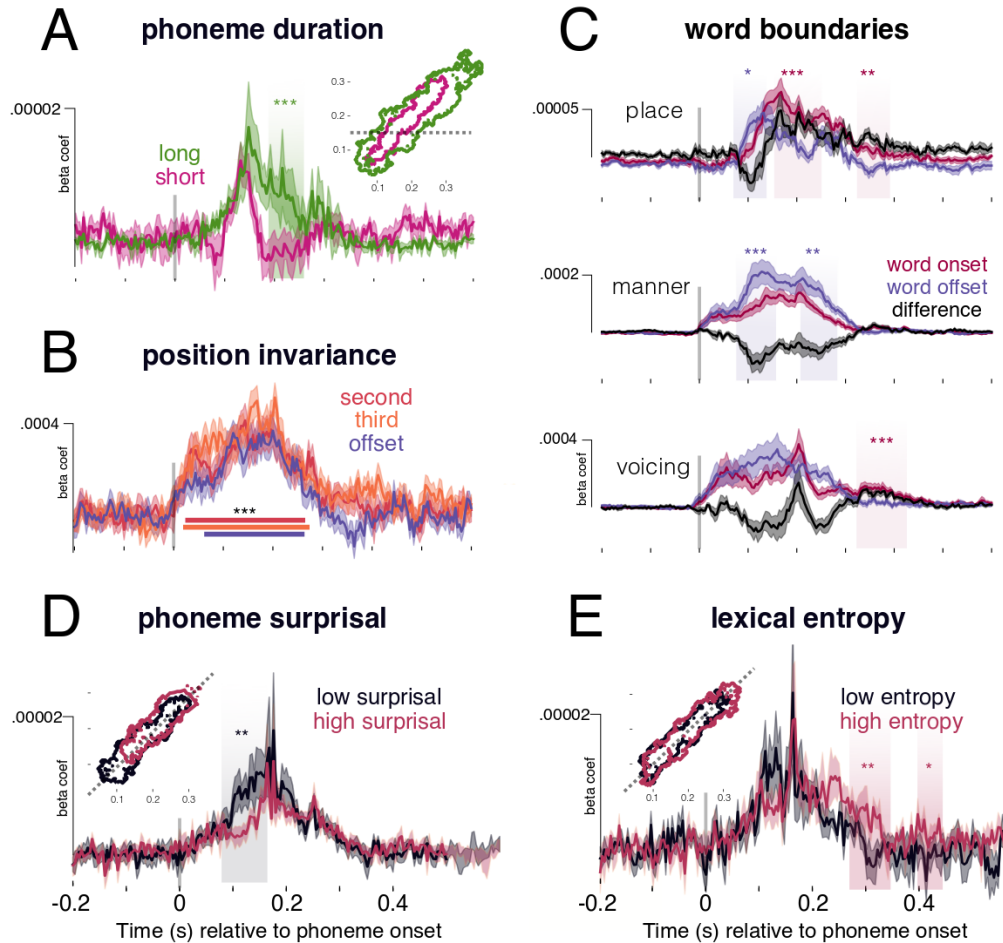 A phoneme duration
.00002
beta coef
long
short
***
0.3
0.2
0.1
0.1 0.3
B position invariance
.0004
beta coef
second
third
offset
***
C word boundaries
.00005
beta coef
place
* *** **
.0002
beta coef
manner
*** **
word onset
word offset
difference
.0004
beta coef
voicing
***
D phoneme surprisal
.00002
beta coef
low surprisal
high surprisal
**
0.1 0.2 0.3
-0.2 0 0.2 0.4
Time (s) relative to phoneme onset
E lexical entropy
.00002
beta coef
low entropy
high entropy
** *
0.1 0.2 0.3
-0.2 0 0.2 0.4
Time (s) relative to phoneme onset